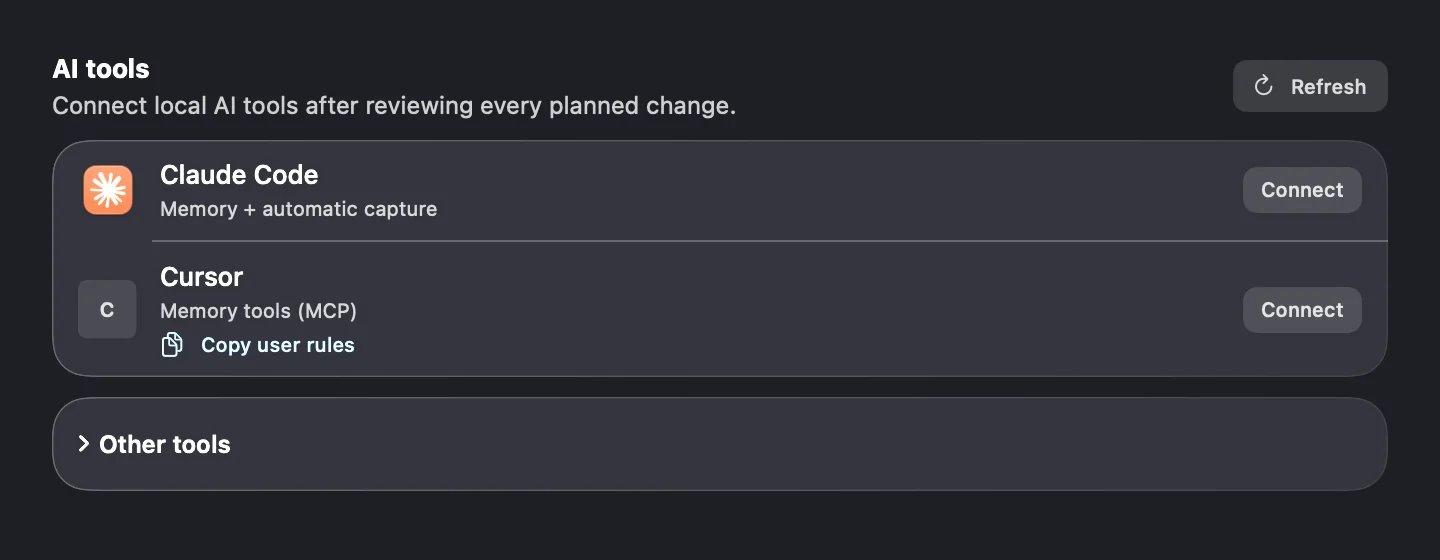 AI tools
Connect local AI tools after reviewing every planned change.
Refresh
Claude Code
Memory + automatic capture
Connect
C
Cursor
Memory tools (MCP)
Copy user rules
Connect
Other tools